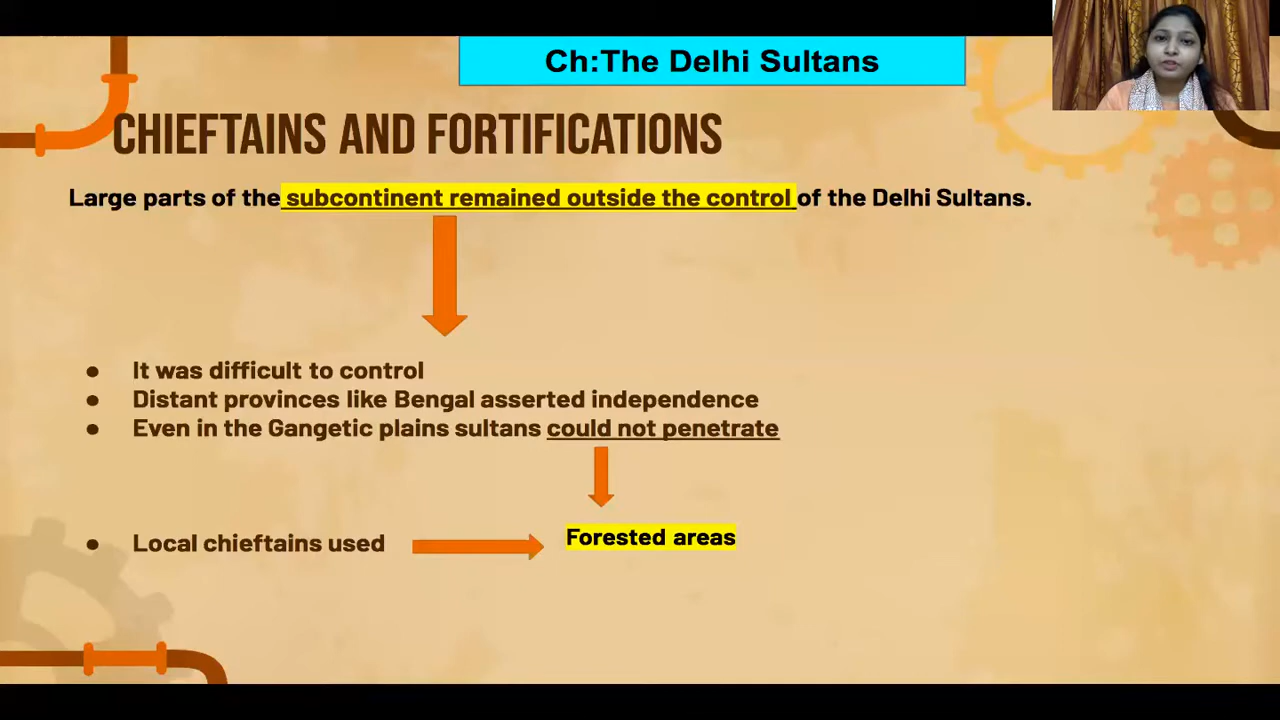 Ch:The Delhi Sultans
CHIEFTAINS AND FORTIFICATIONS
Large parts of the subcontinent remained outside the control of the Delhi Sultans.
● It was difficult to control
● Distant provinces like Bengal asserted independence
● Even in the Gangetic plains sultans could not penetrate
Forested areas
● Local chieftains used